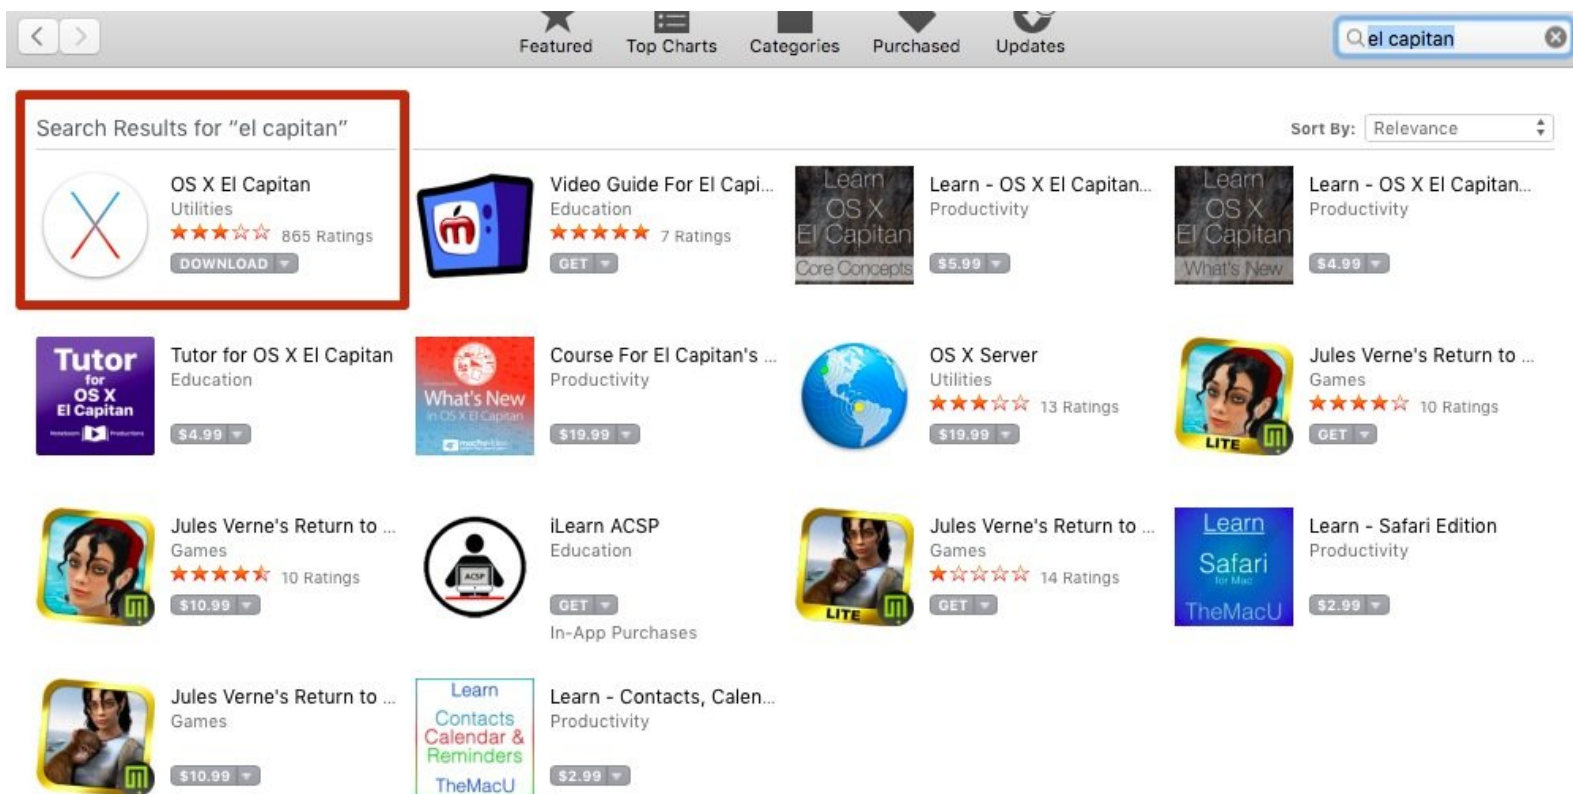 Featured
Top Charts
Categories
Purchased
Updates
el capitan
Search Results for “el capitan”
Sort By: Relevance
OS X El Capitan
Utilities
865 Ratings
DOWNLOAD
Video Guide For El Capi...
Education
7 Ratings
GET
Learn
OS X
El Capitan
Core Concepts
Learn - OS X El Capitan...
Productivity
$5.99
Learn
OS X
El Capitan
What's New
Learn - OS X El Capitan...
Productivity
$4.99
Tutor
for
OS X
El Capitan
Tutor for OS X El Capitan
Education
$4.99
What's New
in OS X El Capitan
Course For El Capitan's ...
Productivity
$19.99
OS X Server
Utilities
13 Ratings
$19.99
LITE
Jules Verne's Return to ...
Games
10 Ratings
GET
Jules Verne's Return to ...
Games
10 Ratings
$10.99
ACSP
iLearn ACSP
Education
GET
In-App Purchases
LITE
Jules Verne's Return to ...
Games
14 Ratings
GET
Learn
Safari
for Mac
TheMacU
Learn - Safari Edition
Productivity
$2.99
Jules Verne's Return to ...
Games
$10.99
Learn
Contacts
Calendar &
Reminders
TheMacU
Learn - Contacts, Calen...
Productivity
$2.99